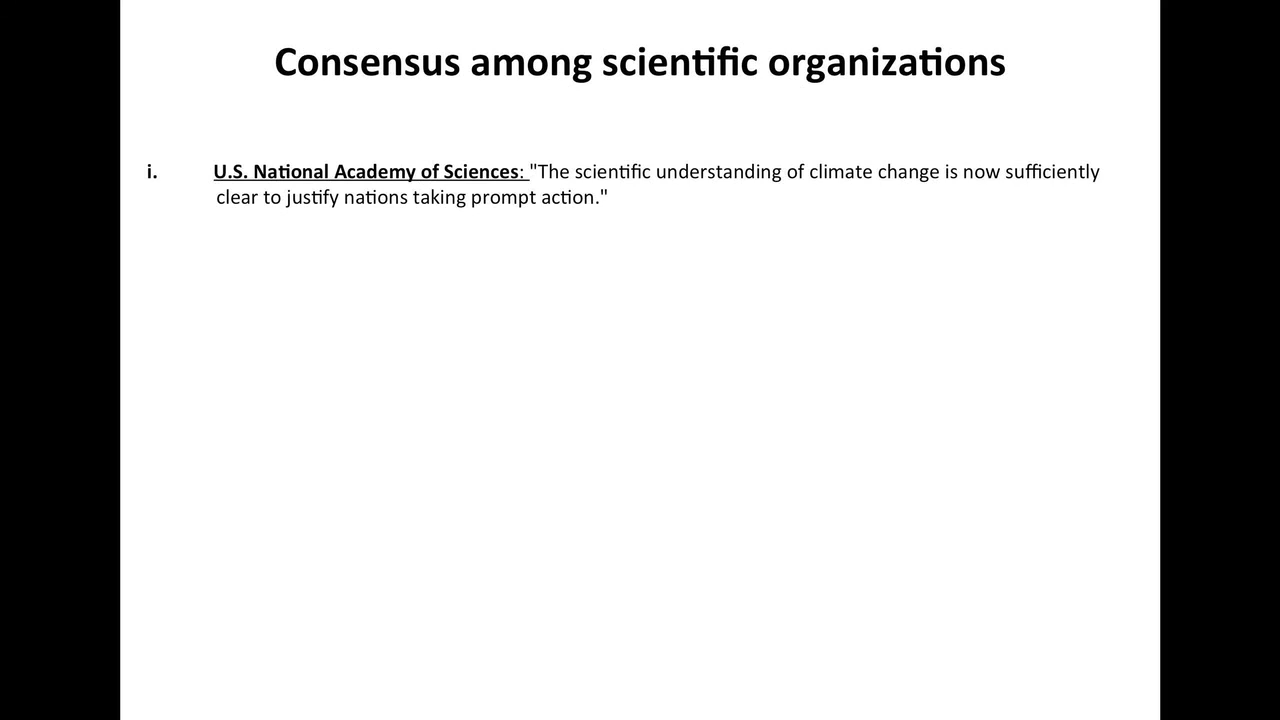 Consensus among scientific organizations
i. U.S. National Academy of Sciences: "The scientific understanding of climate change is now sufficiently
clear to justify nations taking prompt action."